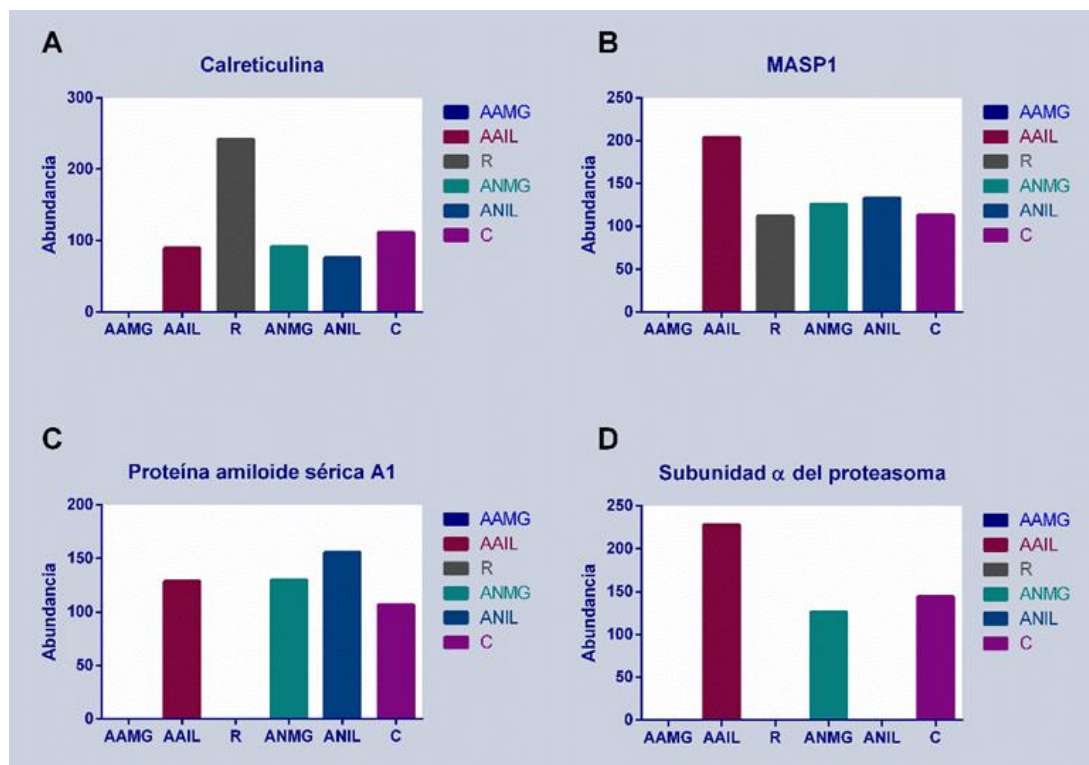 A
Calreticulina
300
200
100
0
Abundancia
AAMG AAIL R ANMG ANIL C
AAMG
AAIL
R
ANMG
ANIL
C
B
MASP1
250
200
150
100
50
0
Abundancia
AAMG AAIL R ANMG ANIL C
AAMG
AAIL
R
ANMG
ANIL
C
C
Proteína amiloide sérica A1
200
150
100
50
0
Abundancia
AAMG AAIL R ANMG ANIL C
AAMG
AAIL
R
ANMG
ANIL
C
D
Subunidad α del proteasoma
250
200
150
100
50
0
Abundancia
AAMG AAIL R ANMG ANIL C
AAMG
AAIL
R
ANMG
ANIL
C